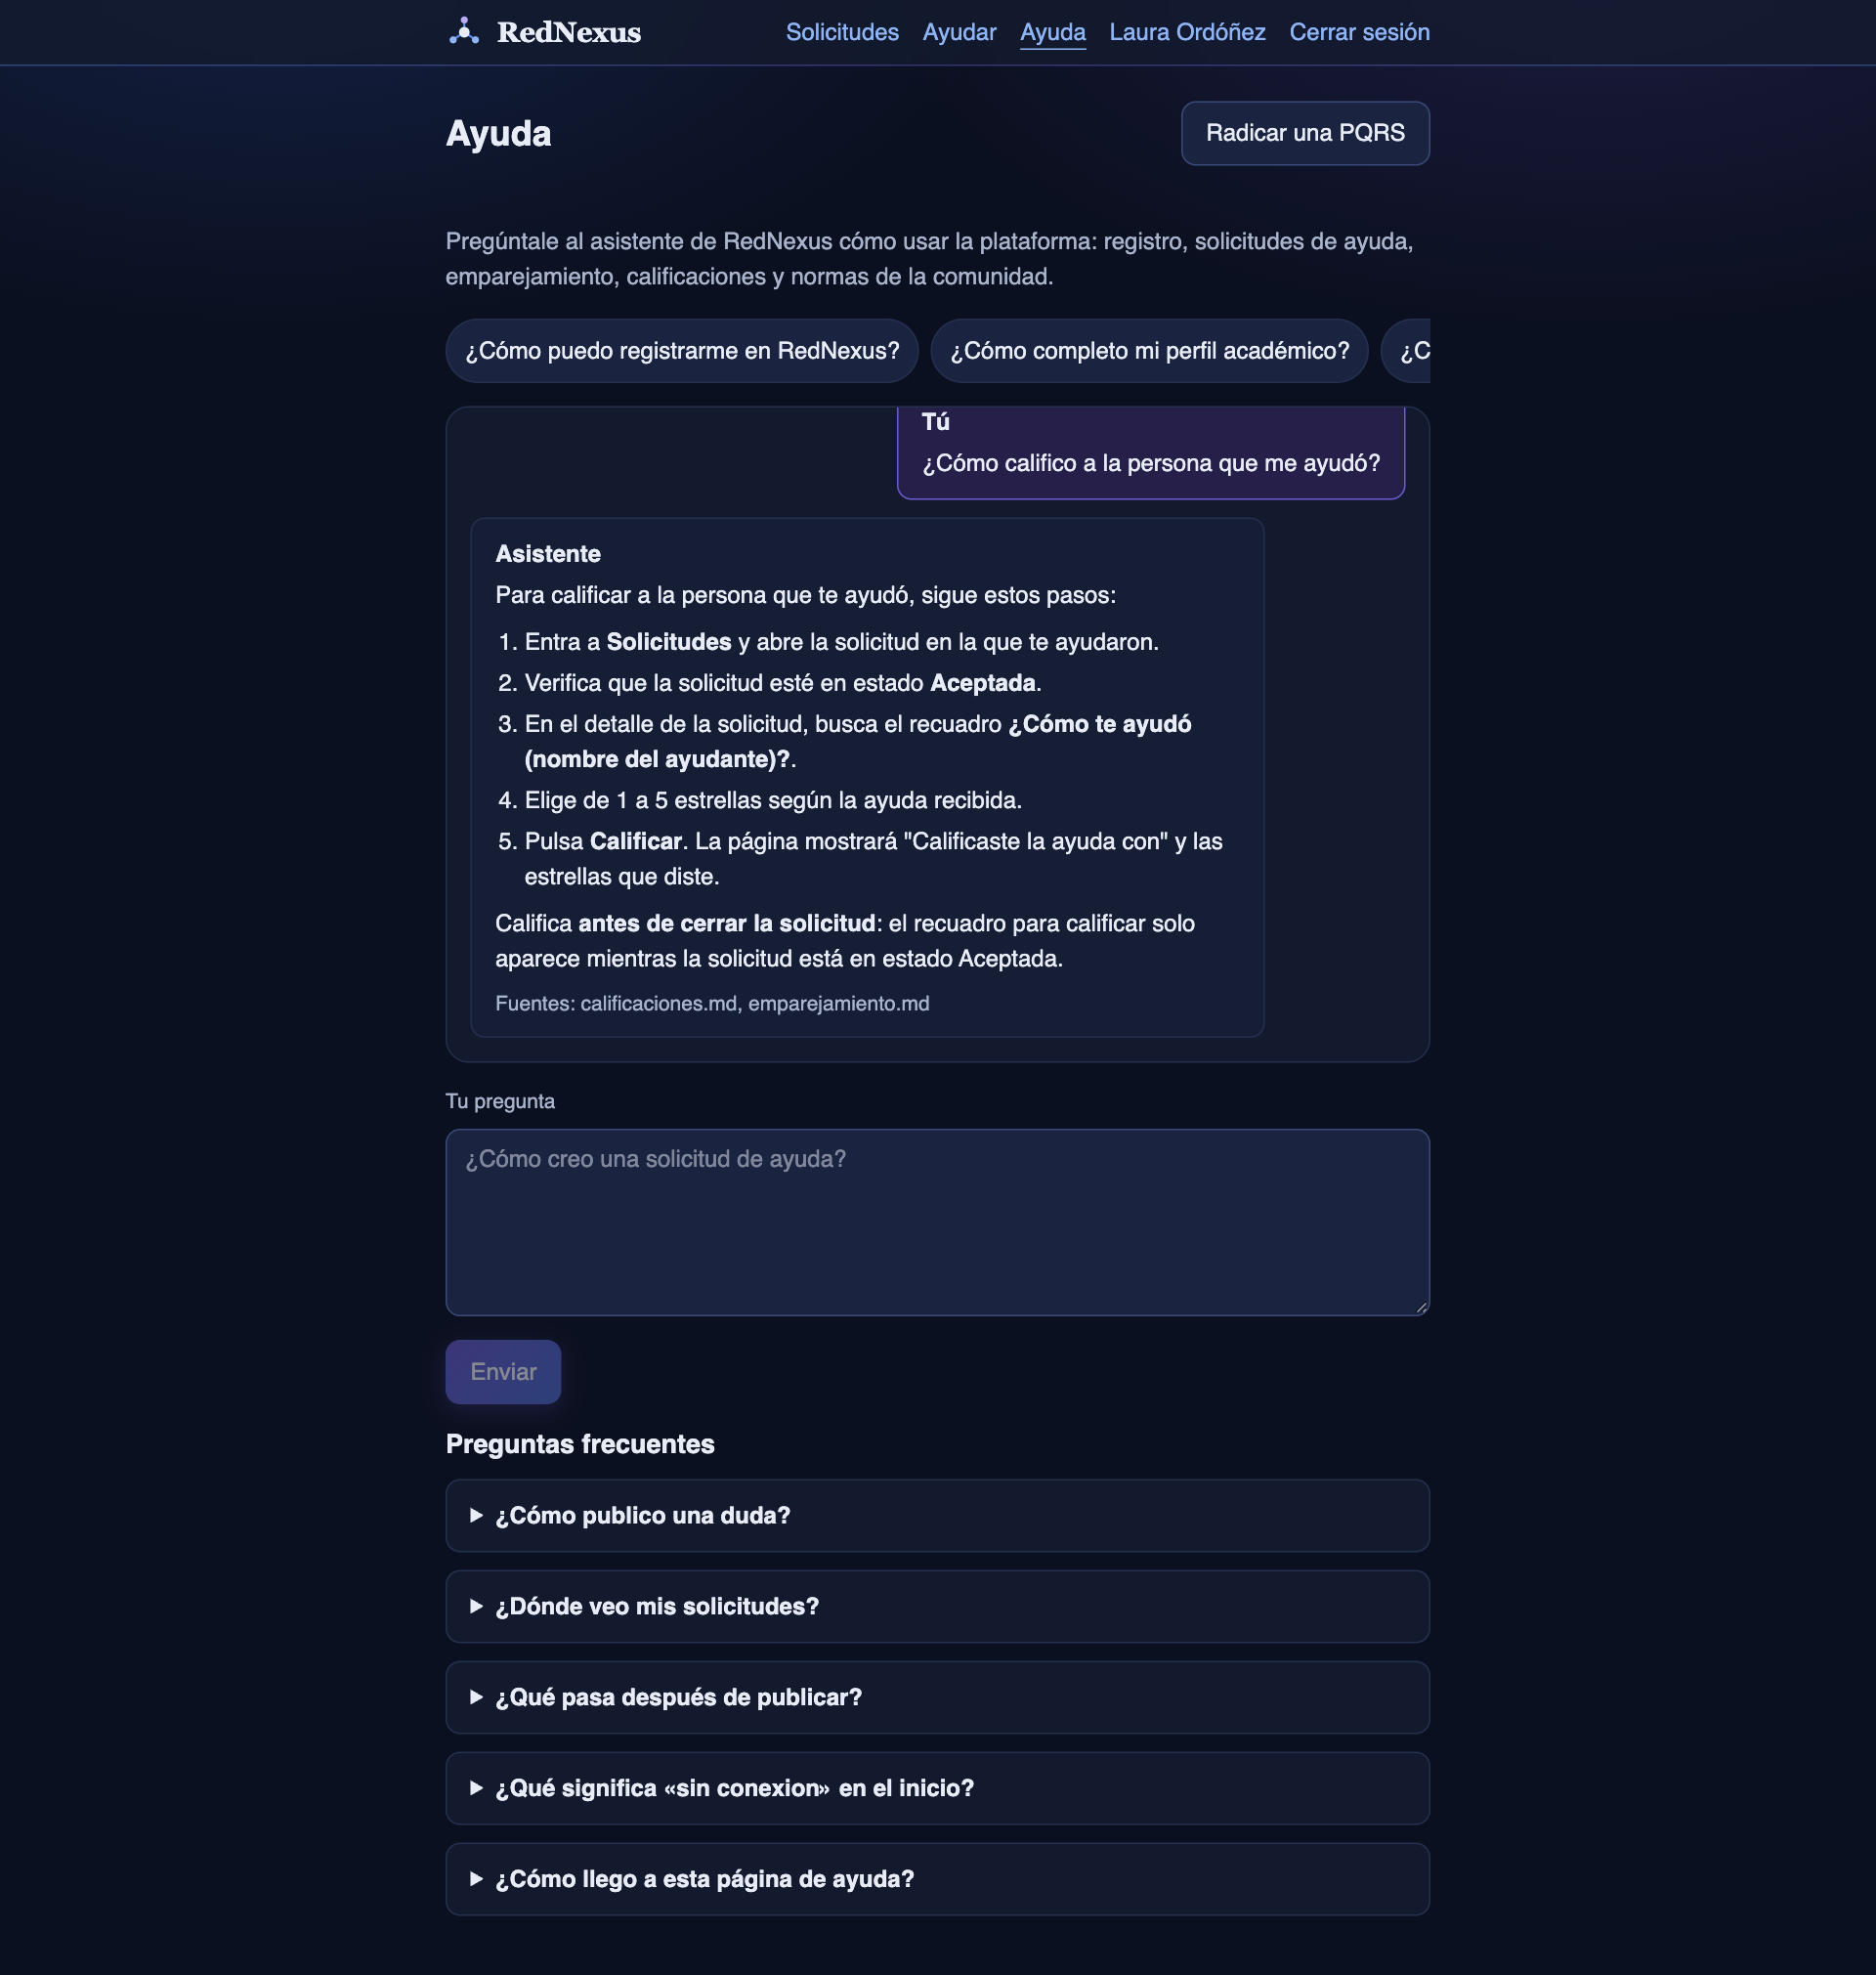 RedNexus
Solicitudes Ayudar Ayuda Laura Ordóñez Cerrar sesión
Ayuda
Radicar una PQRS
Pregúntale al asistente de RedNexus cómo usar la plataforma: registro, solicitudes de ayuda,
emparejamiento, calificaciones y normas de la comunidad.
¿Cómo puedo registrarme en RedNexus? ¿Cómo completo mi perfil académico? ¿C
Tú
¿Cómo califico a la persona que me ayudó?
Asistente
Para calificar a la persona que te ayudó, sigue estos pasos:
1. Entra a Solicitudes y abre la solicitud en la que te ayudaron.
2. Verifica que la solicitud esté en estado Aceptada.
3. En el detalle de la solicitud, busca el recuadro ¿Cómo te ayudó
(nombre del ayudante)?.
4. Elige de 1 a 5 estrellas según la ayuda recibida.
5. Pulsa Calificar. La página mostrará "Calificaste la ayuda con" y las
estrellas que diste.
Califica antes de cerrar la solicitud: el recuadro para calificar solo
aparece mientras la solicitud está en estado Aceptada.
Fuentes: calificaciones.md, emparejamiento.md
Tu pregunta
¿Cómo creo una solicitud de ayuda?
Enviar
Preguntas frecuentes
¿Cómo publico una duda?
¿Dónde veo mis solicitudes?
¿Qué pasa después de publicar?
¿Qué significa «sin conexion» en el inicio?
¿Cómo llego a esta página de ayuda?